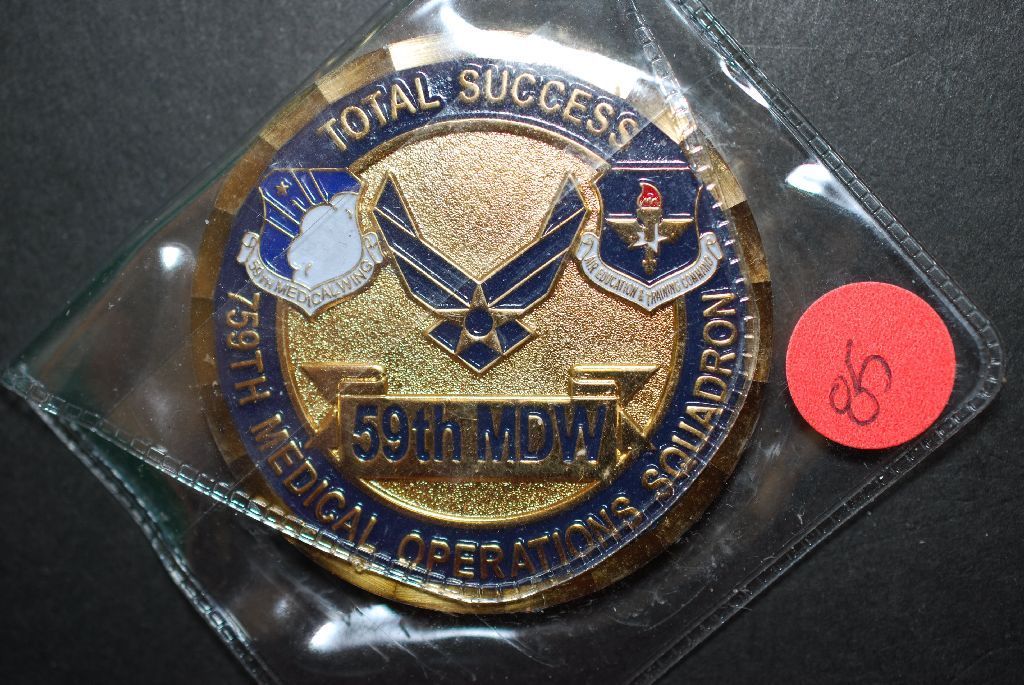 TOTAL SUCCESS
59TH MEDICAL WING
AIR EDUCATION & TRAINING COMMAND
59th MDW
759TH MEDICAL OPERATIONS SQUADRON